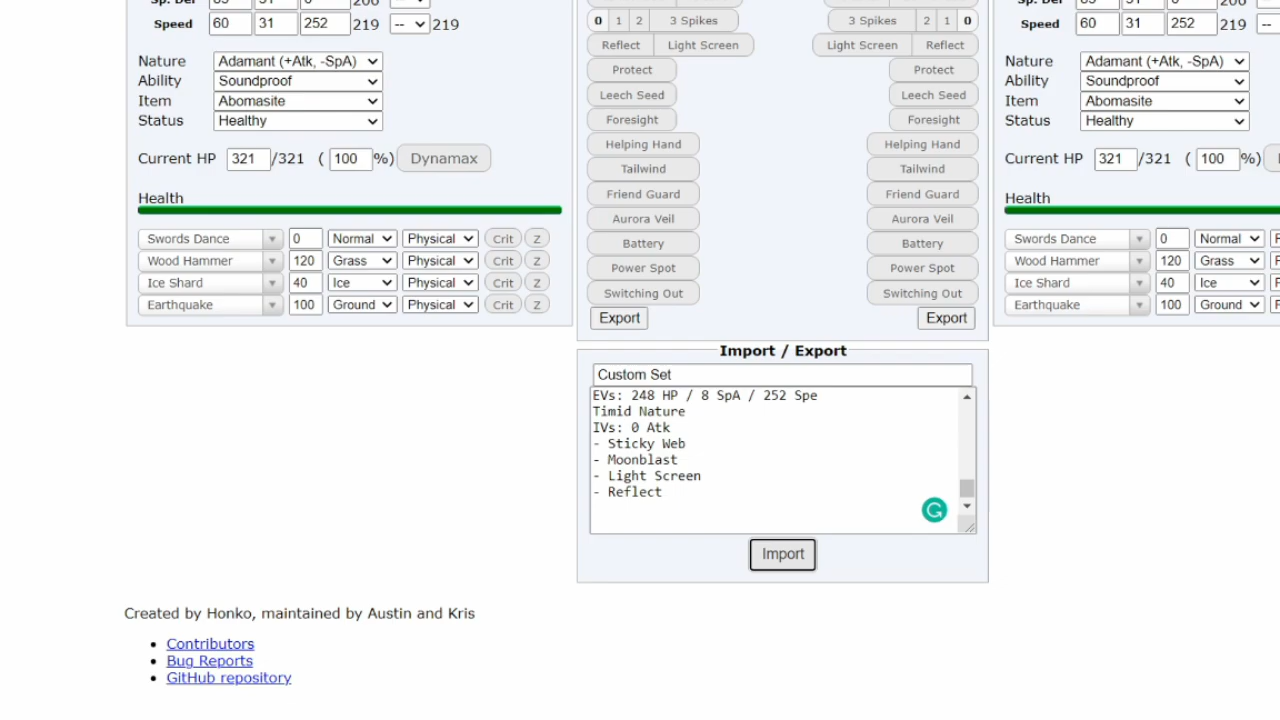 Speed 60 31 252 219 -- 219
Nature Adamant (+Atk, -SpA)
Ability Soundproof
Item Abomasite
Status Healthy
Current HP 321 /321 ( 100 %) Dynamax
Health
Swords Dance 0 Normal Physical Crit Z
Wood Hammer 120 Grass Physical Crit Z
Ice Shard 40 Ice Physical Crit Z
Earthquake 100 Ground Physical Crit Z
0 1 2 3 Spikes 3 Spikes 2 1 0
Reflect Light Screen Light Screen Reflect
Protect Protect
Leech Seed Leech Seed
Foresight Foresight
Helping Hand Helping Hand
Tailwind Tailwind
Friend Guard Friend Guard
Aurora Veil Aurora Veil
Battery Battery
Power Spot Power Spot
Switching Out Switching Out
Export Export
Import / Export
Custom Set
EVs: 248 HP / 8 SpA / 252 Spe
Timid Nature
IVs: 0 Atk
- Sticky Web
- Moonblast
- Light Screen
- Reflect
Import
Speed 60 31 252 219 --
Nature Adamant (+Atk, -SpA)
Ability Soundproof
Item Abomasite
Status Healthy
Current HP 321 /321 ( 100 %)
Health
Swords Dance 0 Normal
Wood Hammer 120 Grass
Ice Shard 40 Ice
Earthquake 100 Ground
Created by Honko, maintained by Austin and Kris
• Contributors
• Bug Reports
• GitHub repository